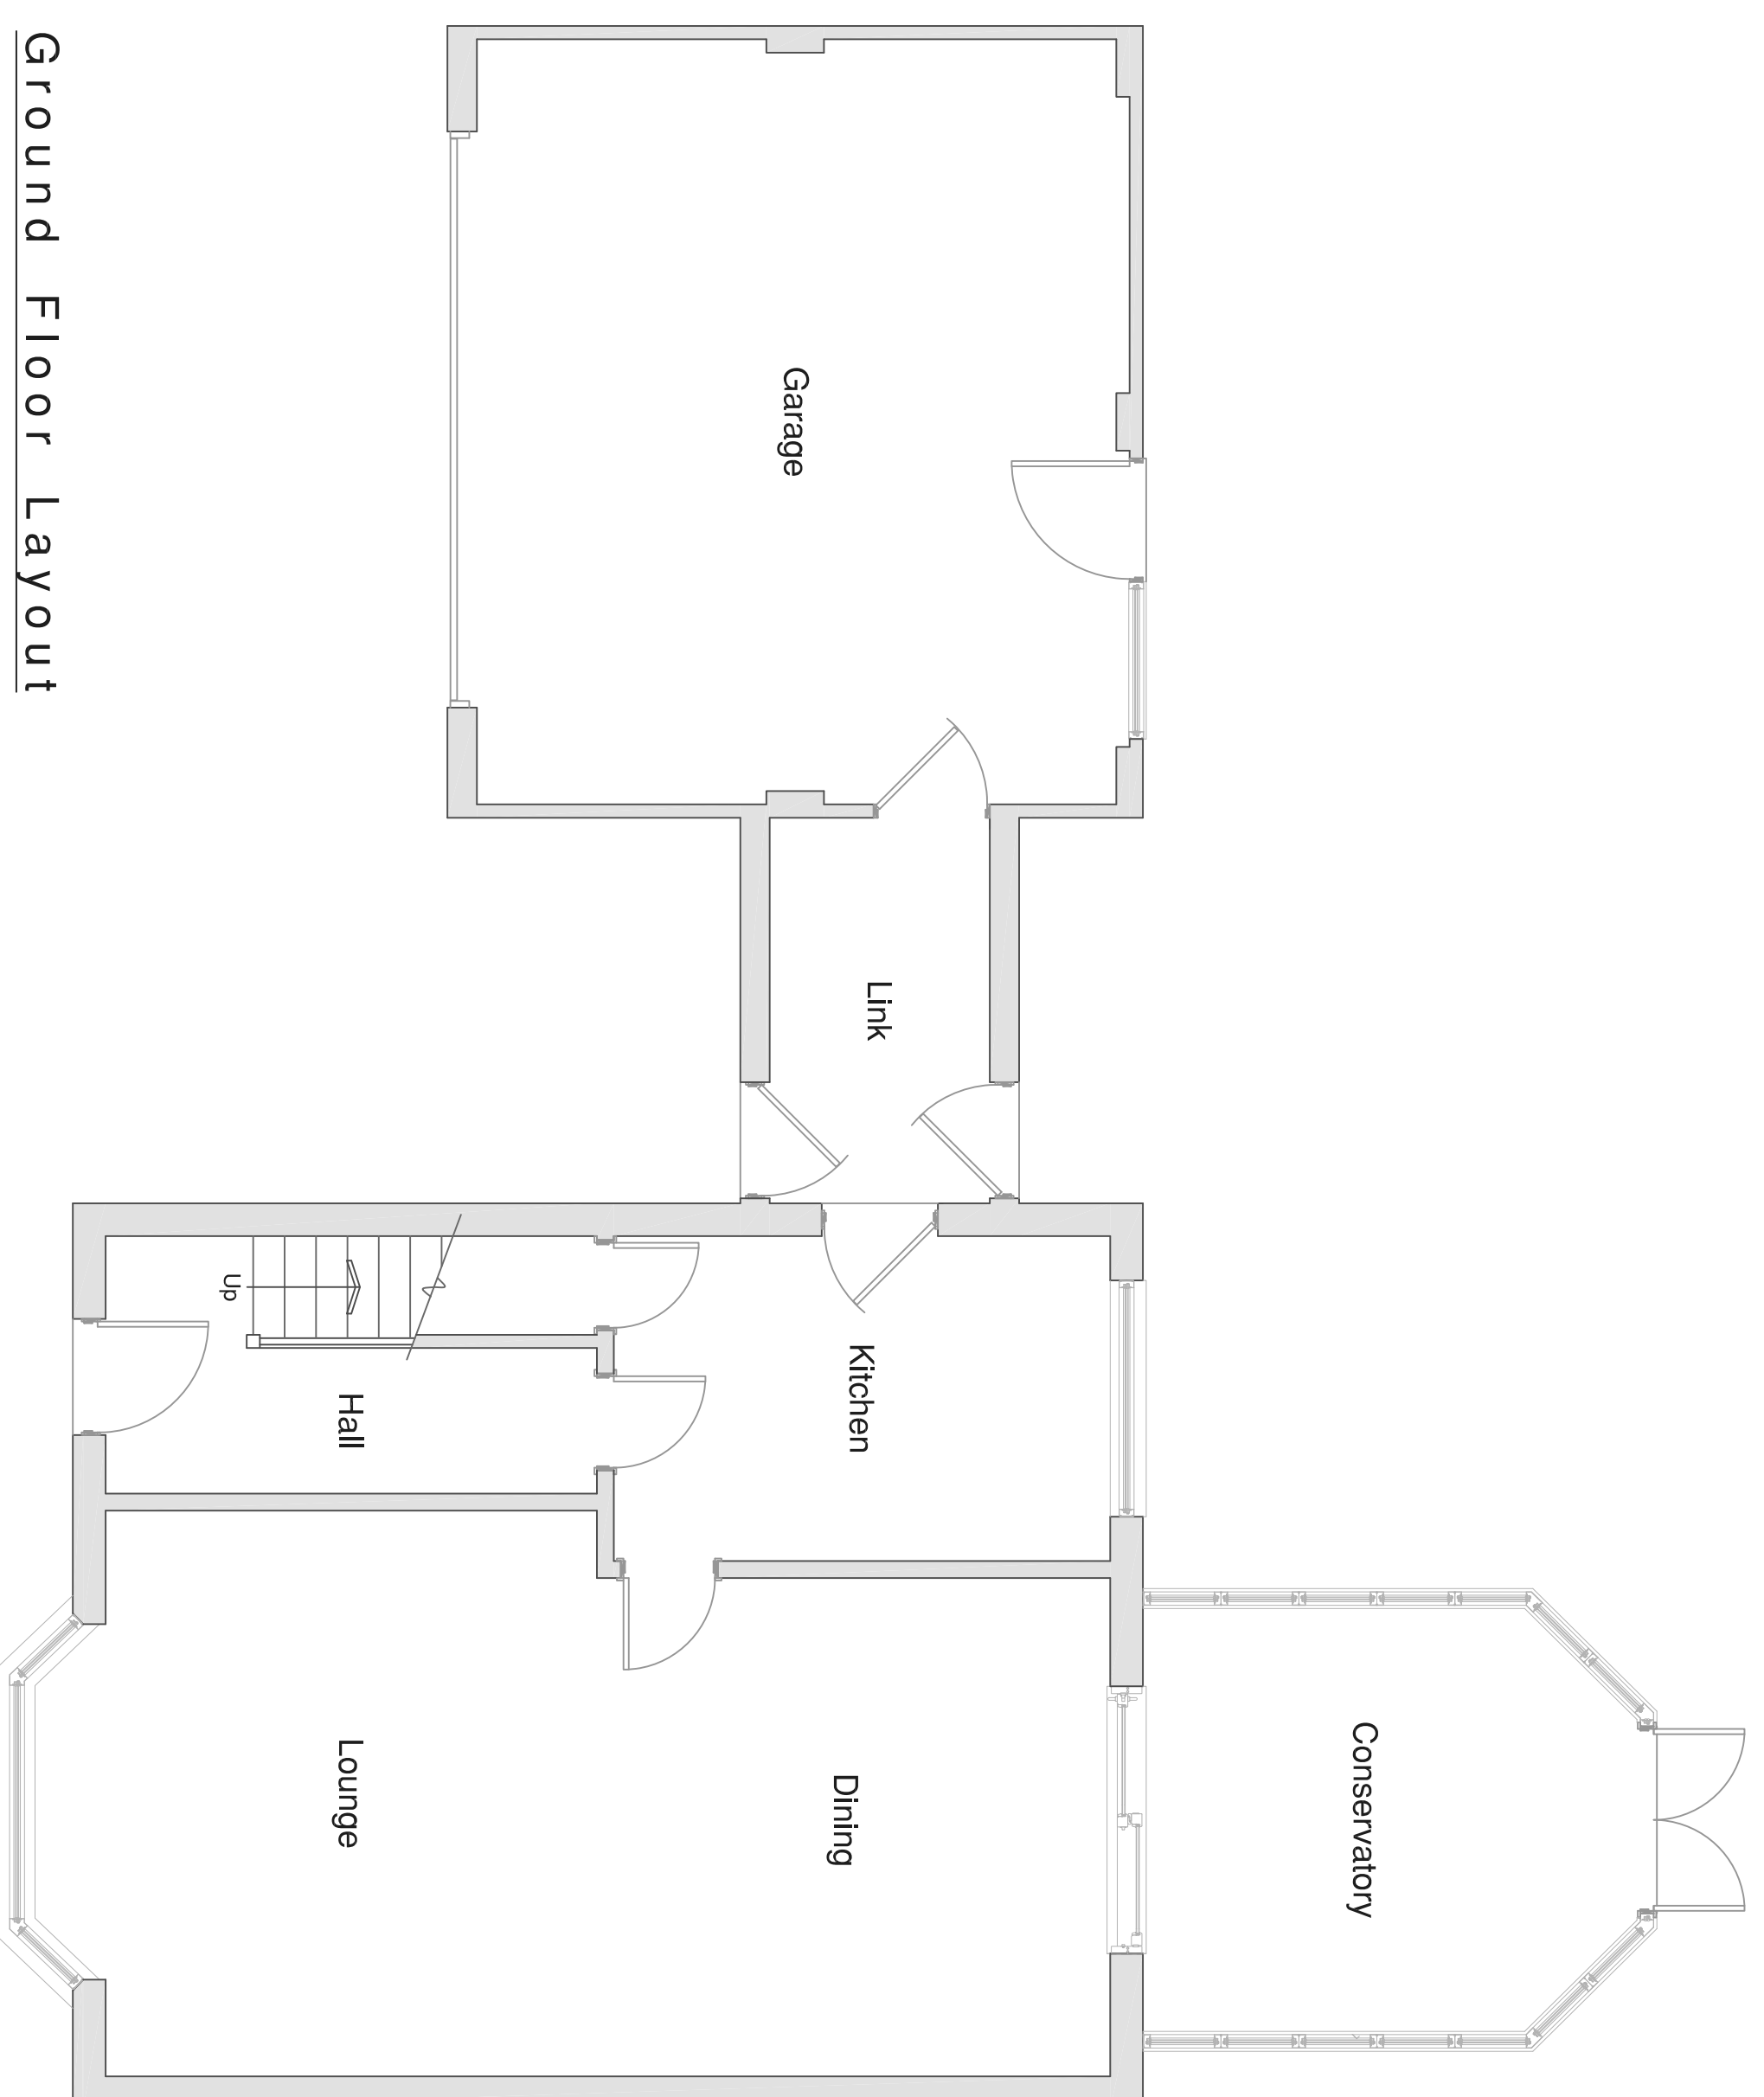 Garage
Link
Conservatory
Kitchen
Dining
Hall
Lounge
Up
Ground Floor Layout